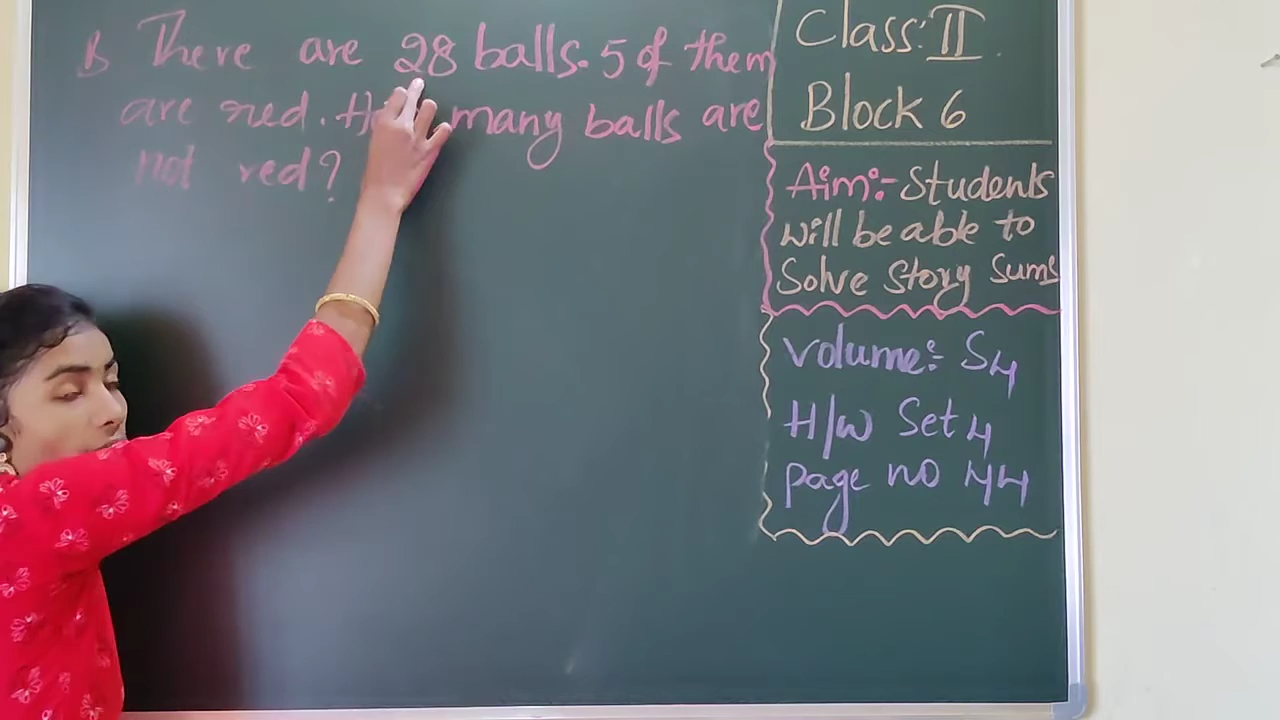 There are 28 balls. 5 of them
are red. How many balls are
not red?
Class: II
Block 6
Aim:- Students
will be able to
Solve Story Sums
Volume:- S4
H/W Set 4
page no 44